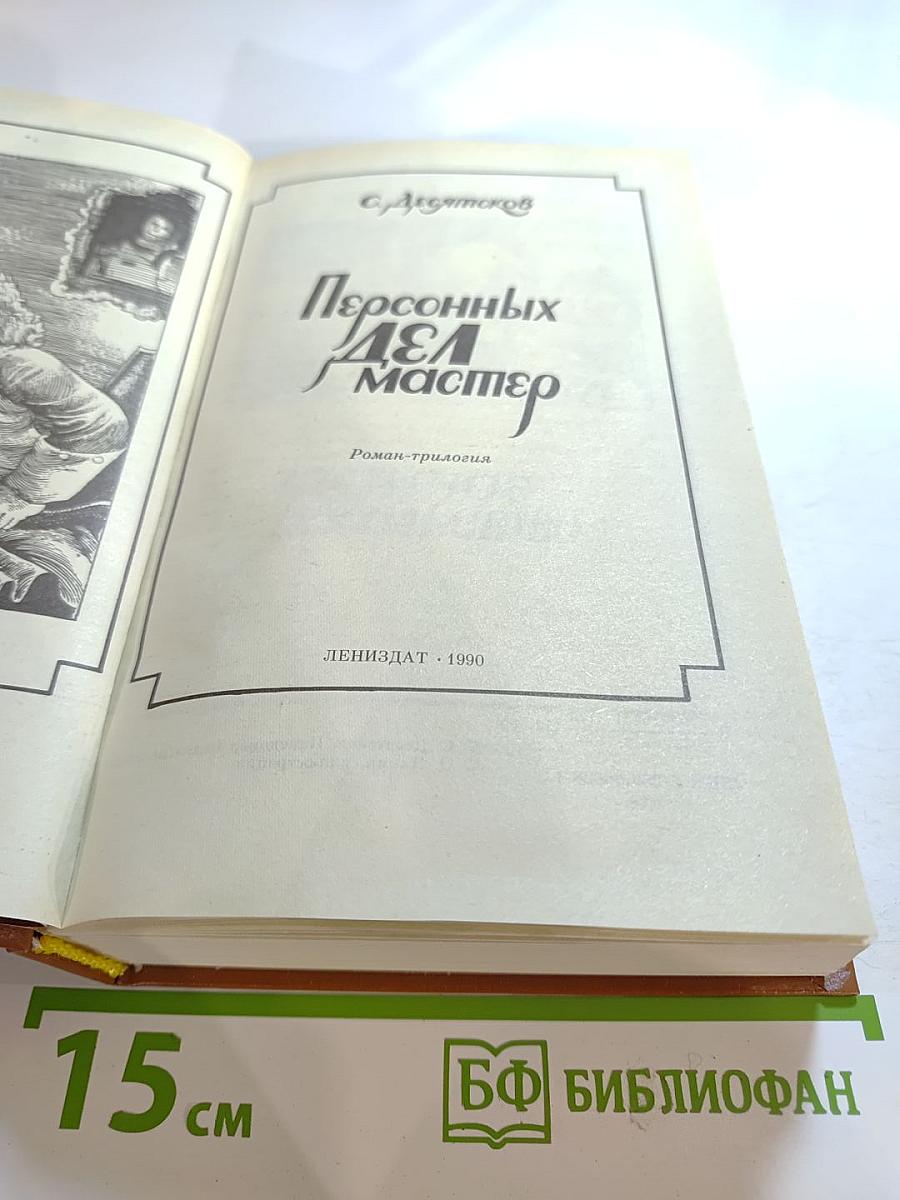 С. Десятсков
Персонных
ДЕЛ
мастер
Роман-трилогия
ЛЕНИЗДАТ · 1990
15 см
БФ БИБЛИОФАН